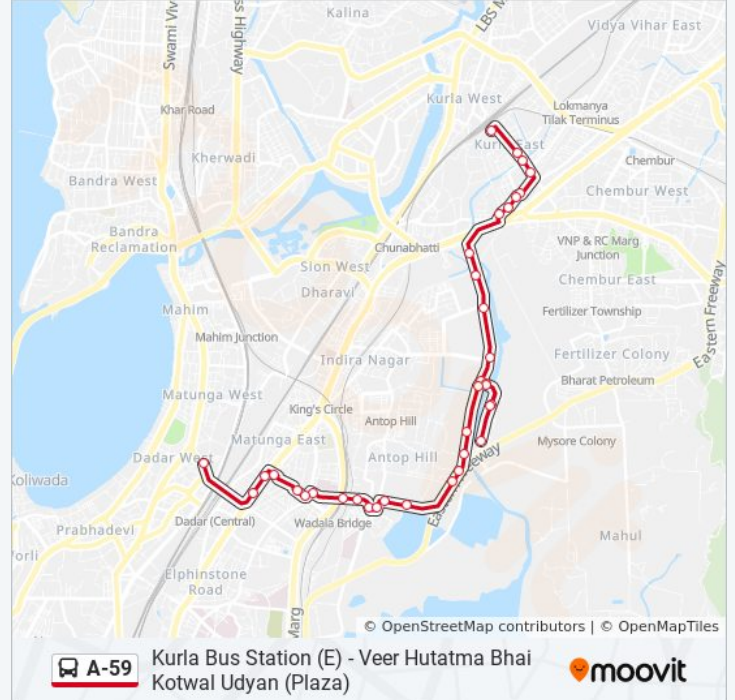 Kalina
LBS M
Vidya Vihar East
Swami Viv
ss Highway
Kurla West
Lokmanya
Tilak Terminus
Khar Road
Kurla East
Kherwadi
Chembur
Bandra West
Chembur West
Bandra
Reclamation
Chunabhatti
VNP & RC Marg
Junction
Sion West
Dharavi
Chembur East
Mahim
Fertilizer Township
Eastern Freeway
Mahim Junction
Indira Nagar
Fertilizer Colony
Bharat Petroleum
Matunga West
King's Circle
Antop Hill
Matunga East
Mysore Colony
Dadar West
Antop Hill
Koliwada
Eastern Freeway
Prabhadevi
Dadar (Central)
Wadala Bridge
Mahul
orli
Elphinstone
Road
Marg
© OpenStreetMap contributors | © OpenMapTiles
A-59
Kurla Bus Station (E) - Veer Hutatma Bhai
Kotwal Udyan (Plaza)
moovit